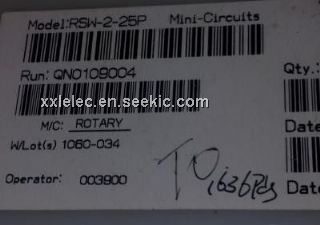 Model:RSW-2-25P Mini-Circuits
Run: QN0109004
Qty.:
xxlelec.en.seekic.com
M/C: ROTARY
Date
W/Lot(s) 1060-034
Operator: 003900
Date